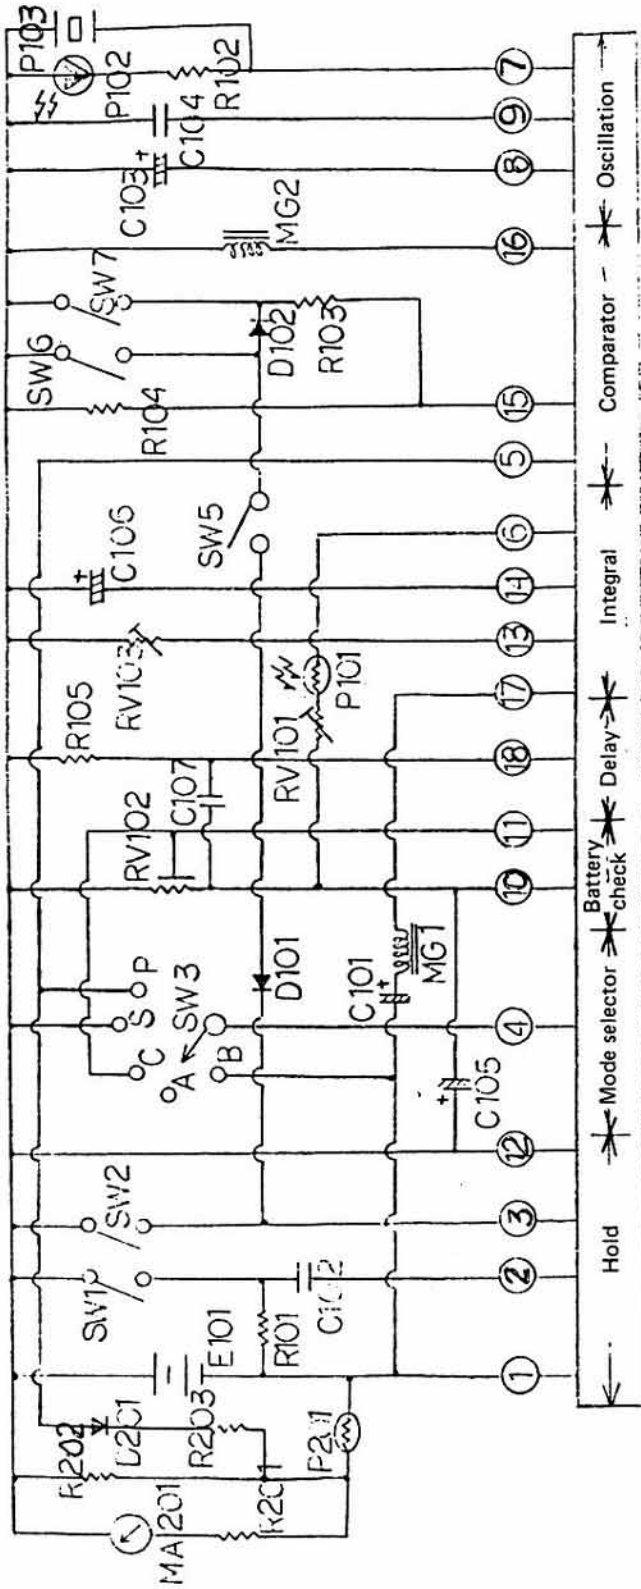 MA201
R201
R202
D201
R203
P201
E101
SW1
R101
C102
SW2
C
S
P
A
B
SW3
D101
C105
C101
MG1
RV102
C107
R105
RV101
P101
RV103
C106
SW5
R104
SW6
SW7
D102
R103
MG2
C103
C104
P103
P102
R102
+
+
+
+
1
2
3
12
4
10
11
18
17
13
14
6
5
15
16
8
9
7
Hold
Mode selector
Battery
check
Delay
Integral
Comparator
Oscillation